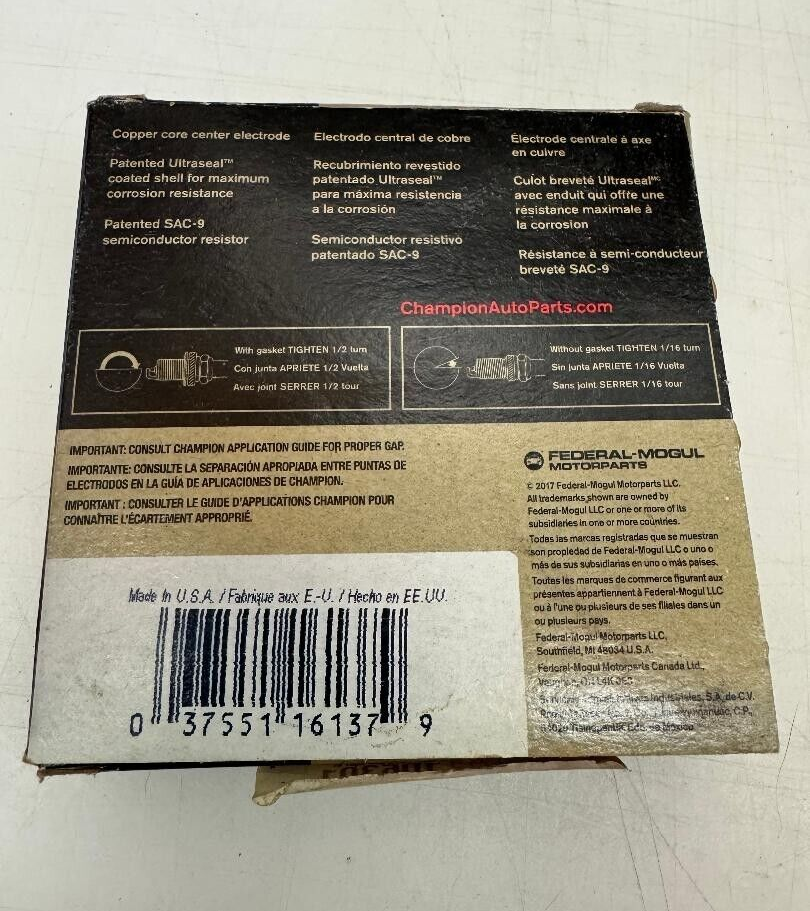 Copper core center electrode
Patented Ultraseal™
coated shell for maximum
corrosion resistance
Patented SAC-9
semiconductor resistor
Electrodo central de cobre
Recubrimiento revestido
patentado Ultraseal™
para máxima resistencia
a la corrosión
Semiconductor resistivo
patentado SAC-9
Électrode centrale à axe
en cuivre
Culot breveté Ultraseal MC
avec enduit qui offre une
résistance maximale à
la corrosion
Résistance à semi-conducteur
breveté SAC-9
ChampionAutoParts.com
With gasket TIGHTEN 1/2 turn
Con junta APRIETE 1/2 Vuelta
Avec joint SERRER 1/2 tour
Without gasket TIGHTEN 1/16 turn
Sin junta APRIETE 1/16 Vuelta
Sans joint SERRER 1/16 tour
IMPORTANT: CONSULT CHAMPION APPLICATION GUIDE FOR PROPER GAP.
IMPORTANTE: CONSULTE LA SEPARACIÓN APROPIADA ENTRE PUNTAS DE
ELECTRODOS EN LA GUÍA DE APLICACIONES DE CHAMPION.
IMPORTANT : CONSULTER LE GUIDE D'APPLICATIONS CHAMPION POUR
CONNAÎTRE L'ÉCARTEMENT APPROPRIÉ.
FEDERAL-MOGUL
MOTORPARTS
© 2017 Federal-Mogul Motorparts LLC.
All trademarks shown are owned by
Federal-Mogul LLC or one or more of its
subsidiaries in one or more countries.
Todas las marcas registradas que se muestran
son propiedad de Federal-Mogul LLC o uno o
más de sus subsidiarias en uno o más países.
Toutes les marques de commerce figurant aux
présentes appartiennent à Federal-Mogul LLC
ou à l'une ou plusieurs de ses filiales dans un
ou plusieurs pays.
Federal-Mogul Motorparts LLC,
Southfield, MI 48034 U.S.A.
Federal-Mogul Motorparts Canada Ltd.,
S.A. de C.V.
C.P.
Made In U.S.A. / Fabriqué aux E.-U. / Hecho en EE.UU.
0 37551 16137 9